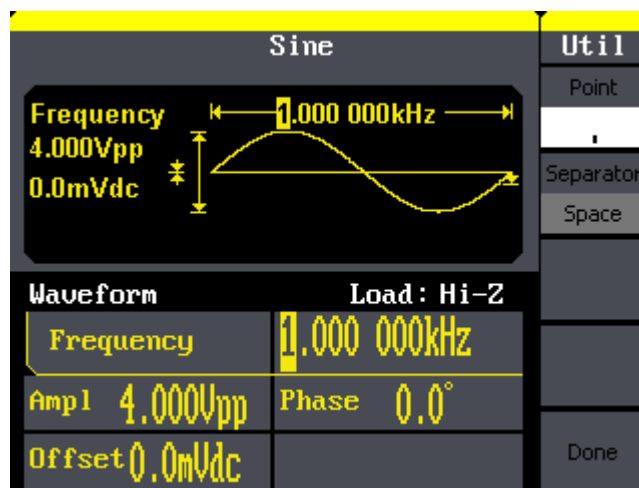 Sine
Util
Point
.
Separator
Space
Done
Frequency
1.000 000kHz
4.000Vpp
0.0mVdc
Waveform
Load: Hi-Z
Frequency
1.000 000kHz
Ampl 4.000Vpp
Phase 0.0°
Offset 0.0mVdc